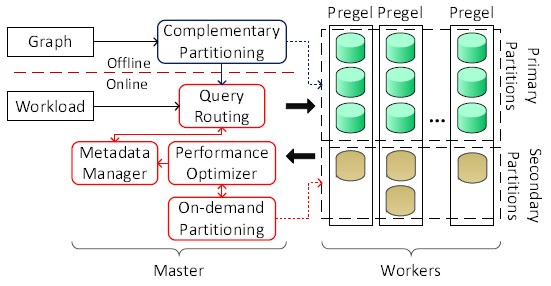 Pregel Pregel Pregel
Graph
Complementary
Partitioning
Offline
Online
Workload
Query
Routing
Metadata
Manager
Performance
Optimizer
On-demand
Partitioning
...
Primary
Partitions
Secondary
Partitions
Master
Workers